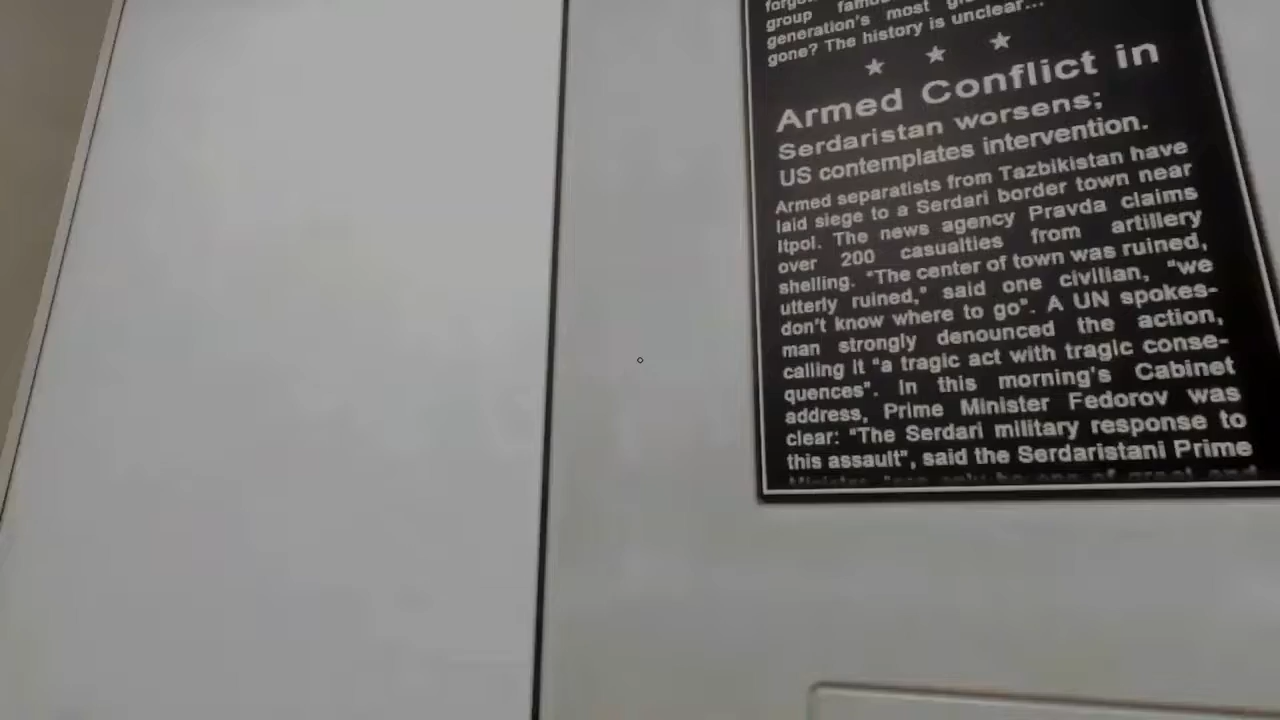 group
generation's most
gone? The history is unclear...
Armed Conflict in
Serdaristan worsens;
US contemplates intervention.
Armed separatists from Tazbikistan have
laid siege to a Serdari border town near
Itpol. The news agency Pravda claims
over 200 casualties from artillery
shelling. "The center of town was ruined,
utterly ruined," said one civilian, "we
don't know where to go". A UN spokes-
man strongly denounced the action,
calling it "a tragic act with tragic conse-
quences". In this morning's Cabinet
address, Prime Minister Fedorov was
clear: "The Serdari military response to
this assault", said the Serdaristani Prime